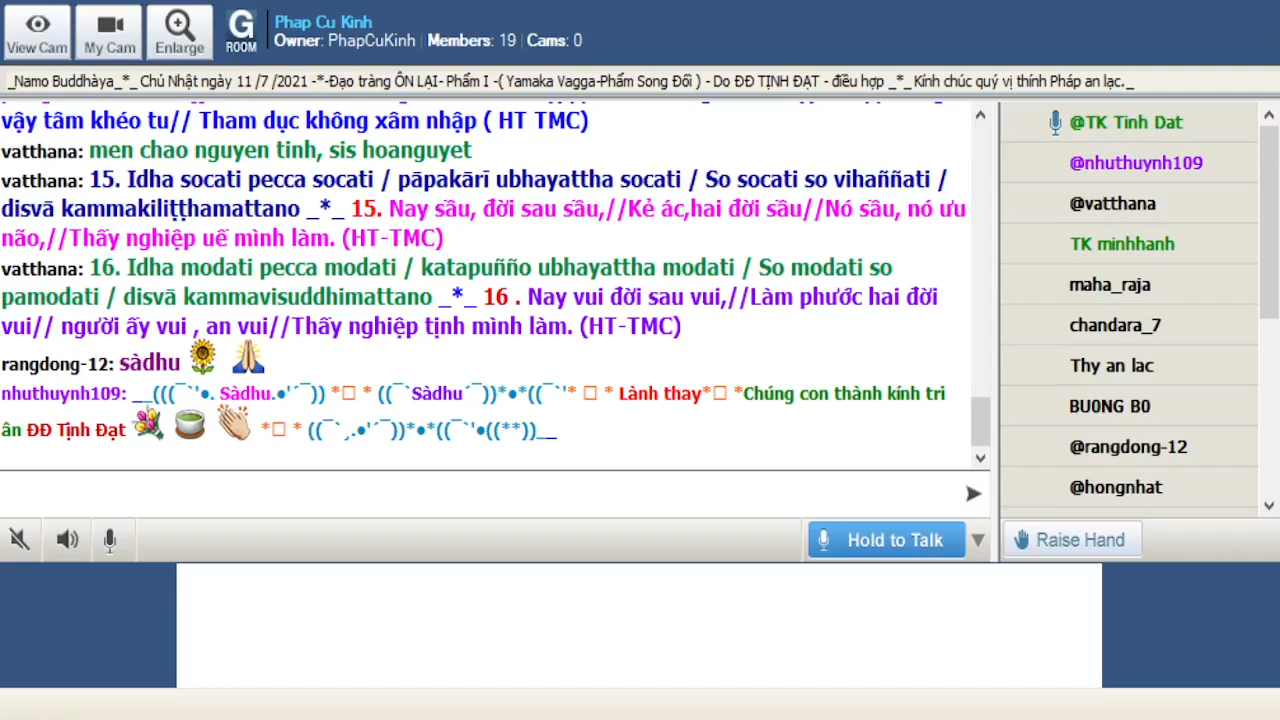 View Cam
My Cam
Enlarge
G
ROOM
Phap Cu Kinh
Owner: PhapCuKinh | Members: 19 | Cams: 0
_Namo Buddhàya_*_ Chủ Nhật ngày 11 /7 /2021 -*-Đạo tràng ÔN LẠI- Phẩm I -( Yamaka Vagga-Phẩm Song Đối ) - Do ĐĐ TỊNH ĐẠT - điều hợp _*_Kính chúc quý vị thính Pháp an lạc._
vậy tâm khéo tu// Tham dục không xâm nhập ( HT TMC)
vatthana: men chao nguyen tinh, sis hoanguyet
vatthana: 15. Idha socati pecca socati / pāpakārī ubhayattha socati / So socati so vihaññati /
disvā kammakiliṭṭhamattano _*_ 15. Nay sầu, đời sau sầu,//Kẻ ác,hai đời sầu//Nó sầu, nó ưu
não,//Thấy nghiệp uế mình làm. (HT-TMC)
vatthana: 16. Idha modati pecca modati / katapuñño ubhayattha modati / So modati so
pamodati / disvā kammavisuddhimattano _*_ 16 . Nay vui đời sau vui,//Làm phước hai đời
vui// người ấy vui , an vui//Thấy nghiệp tịnh mình làm. (HT-TMC)
rangdong-12: sàdhu
nhuthuynh109: __(((¯`'•. Sàdhu.•'´¯)) *□ * ((¯`Sàdhu´¯))*•*((¯`'* □ * Lành thay*□ *Chúng con thành kính tri
ân ĐĐ Tịnh Đạt *□ * ((¯`¸.•'´¯))*•*((¯`'•((**))__
@TK Tinh Dat
@nhuthuynh109
@vatthana
TK minhhanh
maha_raja
chandara_7
Thy an lac
BU0NG B0
@rangdong-12
@hongnhat
Hold to Talk
Raise Hand